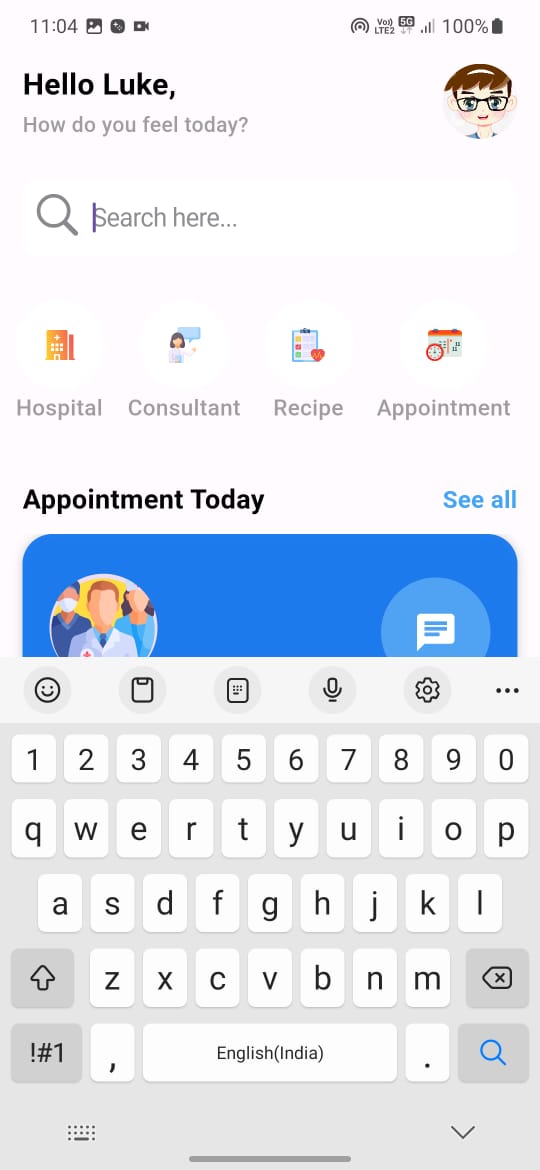 11:04 Vo)) LTE2 5G 100%
Hello Luke,
How do you feel today?
Search here...
Hospital Consultant Recipe Appointment
Appointment Today See all
1 2 3 4 5 6 7 8 9 0
q w e r t y u i o p
a s d f g h j k l
z x c v b n m
!#1 , English(India) .